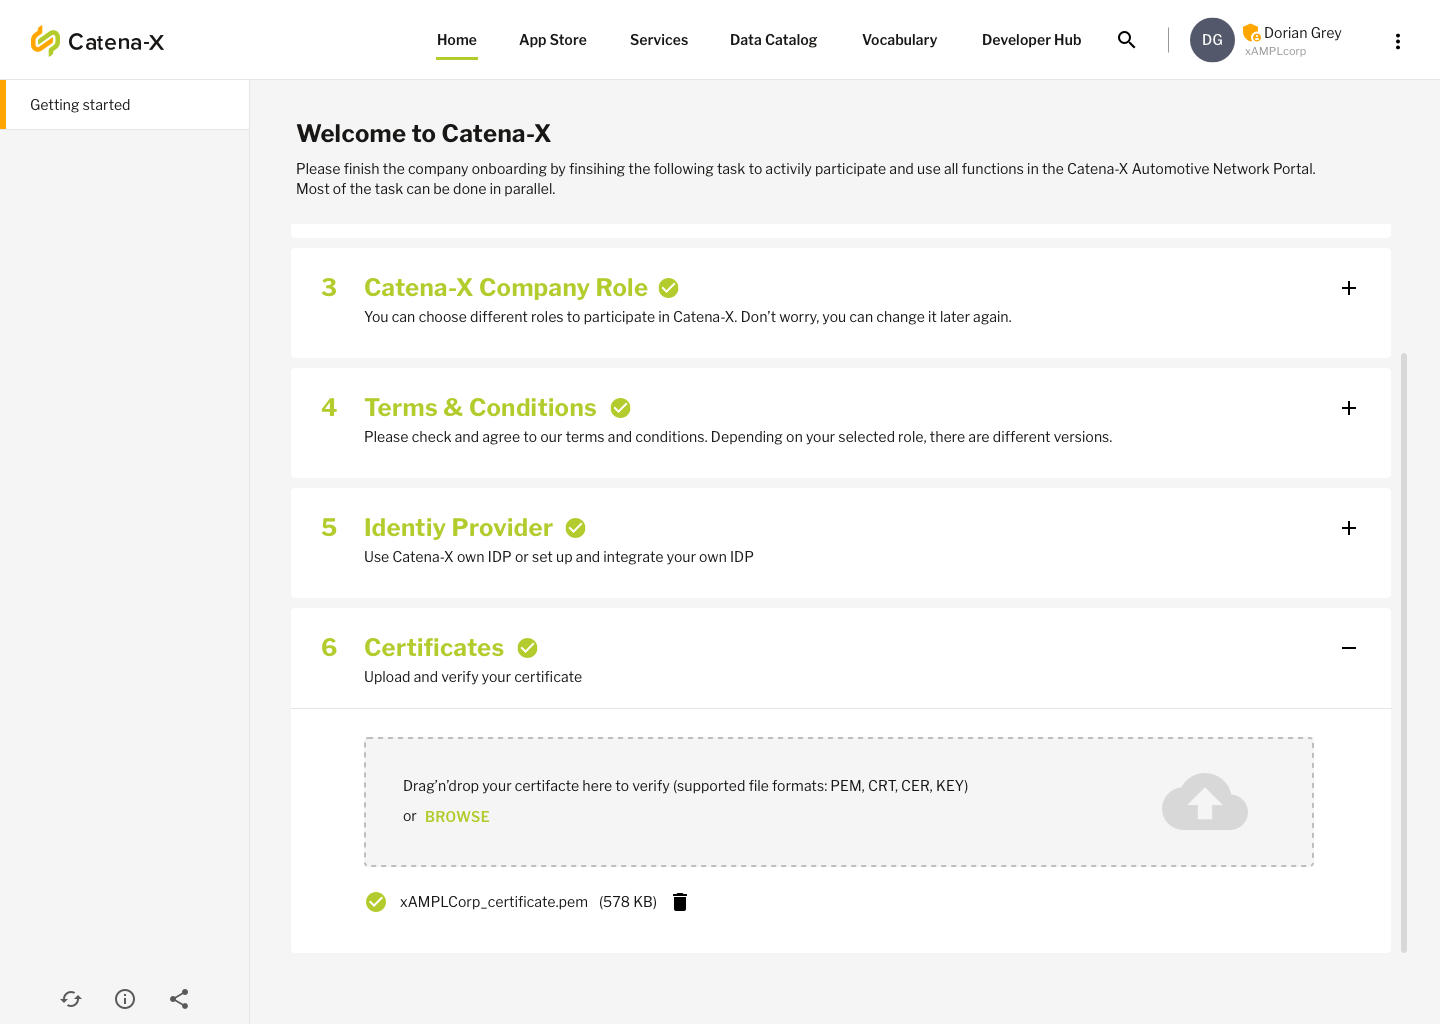 Catena-X
Home
App Store
Services
Data Catalog
Vocabulary
Developer Hub
DG
Dorian Grey
xAMPLcorp
Getting started
Welcome to Catena-X
Please finish the company onboarding by finsihing the following task to activily participate and use all functions in the Catena-X Automotive Network Portal.
Most of the task can be done in parallel.
3 Catena-X Company Role
You can choose different roles to participate in Catena-X. Don't worry, you can change it later again.
4 Terms & Conditions
Please check and agree to our terms and conditions. Depending on your selected role, there are different versions.
5 Identiy Provider
Use Catena-X own IDP or set up and integrate your own IDP
6 Certificates
Upload and verify your certificate
Drag'n'drop your certifacte here to verify (supported file formats: PEM, CRT, CER, KEY)
or BROWSE
xAMPLCorp_certificate.pem (578 KB)